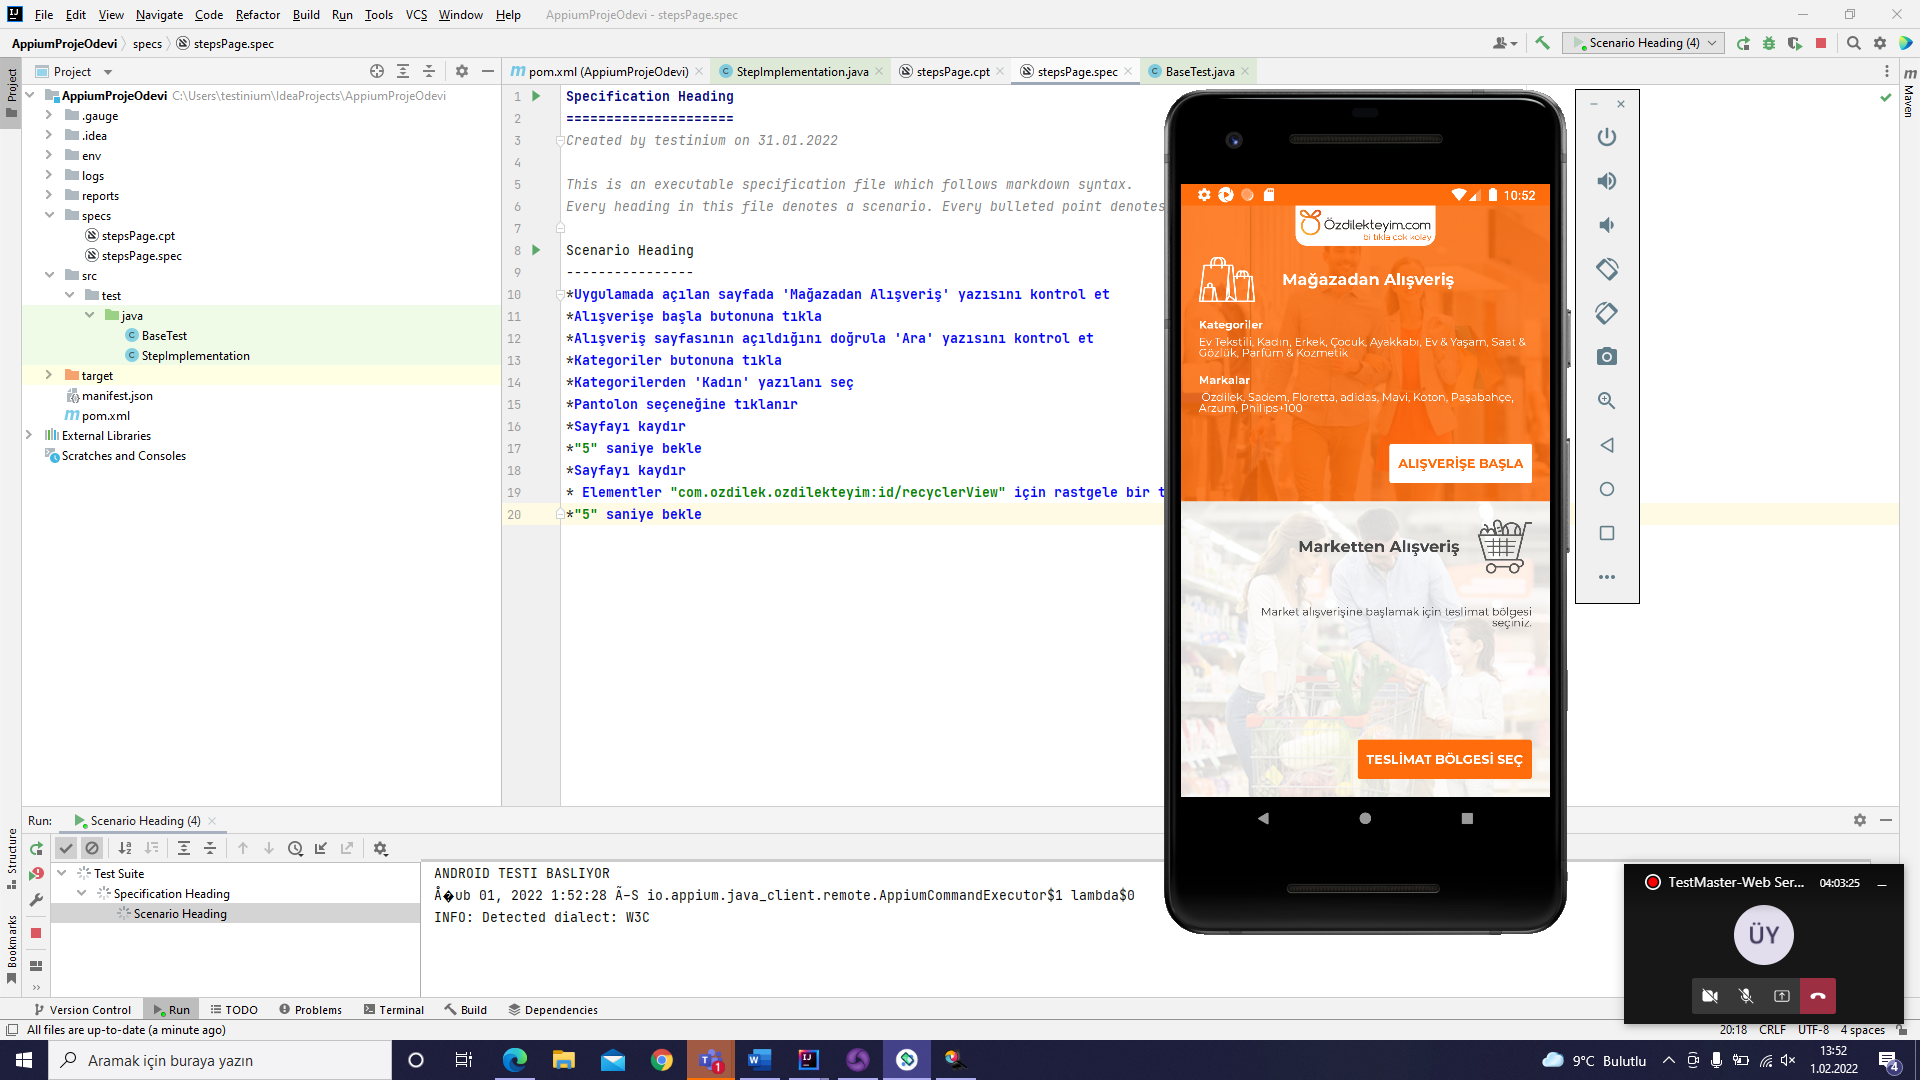 File Edit View Navigate Code Refactor Build Run Tools VCS Window Help AppiumProjeOdevi - stepsPage.spec
AppiumProjeOdevi specs stepsPage.spec
Scenario Heading (4)
Project
pom.xml (AppiumProjeOdevi)
StepImplementation.java
stepsPage.cpt
stepsPage.spec
BaseTest.java
Project
Maven
AppiumProjeOdevi C:\Users\testinium\IdeaProjects\AppiumProjeOdevi
.gauge
.idea
env
logs
reports
specs
stepsPage.cpt
stepsPage.spec
src
test
java
BaseTest
StepImplementation
target
manifest.json
pom.xml
External Libraries
Scratches and Consoles
1 Specification Heading
2 =====================
3 Created by testinium on 31.01.2022
4
5 This is an executable specification file which follows markdown syntax.
6 Every heading in this file denotes a scenario. Every bulleted point denotes
7
8 Scenario Heading
9 ----------------
10 *Uygulamada açılan sayfada 'Mağazadan Alışveriş' yazısını kontrol et
11 *Alışverişe başla butonuna tıkla
12 *Alışveriş sayfasının açıldığını doğrula 'Ara' yazısını kontrol et
13 *Kategoriler butonuna tıkla
14 *Kategorilerden 'Kadın' yazılanı seç
15 *Pantolon seçeneğine tıklanır
16 *Sayfayı kaydır
17 *"5" saniye bekle
18 *Sayfayı kaydır
19 * Elementler "com.ozdilek.ozdilekteyim:id/recyclerView" için rastgele bir t
20 *"5" saniye bekle
10:52
Özdilekteyim.com
bi tıkla çok kolay
Mağazadan Alışveriş
Kategoriler
Ev Tekstili, Kadın, Erkek, Çocuk, Ayakkabı, Ev & Yaşam, Saat &
Gözlük, Parfüm & Kozmetik
Markalar
Özdilek, Sadem, Floretta, adidas, Mavi, Koton, Paşabahçe,
Arzum, Philips+100
ALIŞVERİŞE BAŞLA
Marketten Alışveriş
Market alışverişine başlamak için teslimat bölgesi
seçiniz.
TESLİMAT BÖLGESİ SEÇ
Run: Scenario Heading (4)
Structure
Bookmarks
Test Suite
Specification Heading
Scenario Heading
ANDROID TESTI BASLIYOR
Å�ub 01, 2022 1:52:28 Ã–S io.appium.java_client.remote.AppiumCommandExecutor$1 lambda$0
INFO: Detected dialect: W3C
TestMaster-Web Ser... 04:03:25
ÜY
Version Control Run TODO Problems Terminal Build Dependencies
All files are up-to-date (a minute ago)
20:18 CRLF UTF-8 4 spaces
Aramak için buraya yazın
1
9°C Bulutlu
13:52
1.02.2022
4